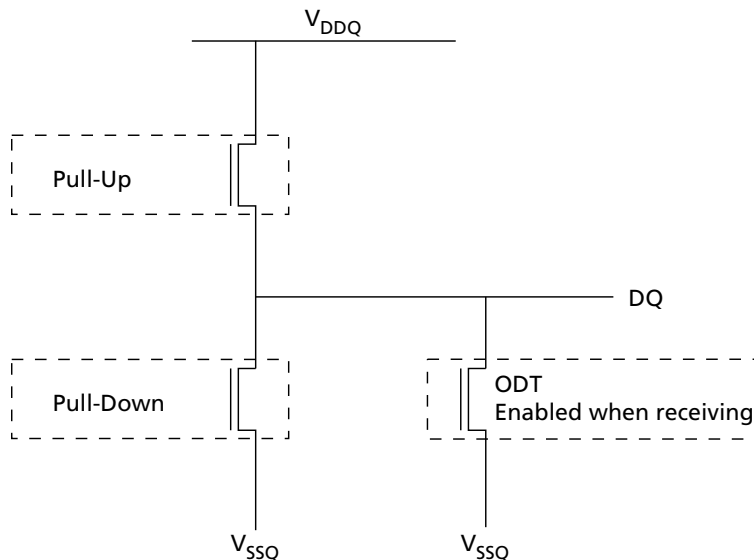 VDDQ
Pull-Up
DQ
Pull-Down
ODT
Enabled when receiving
VSSQ
VSSQ